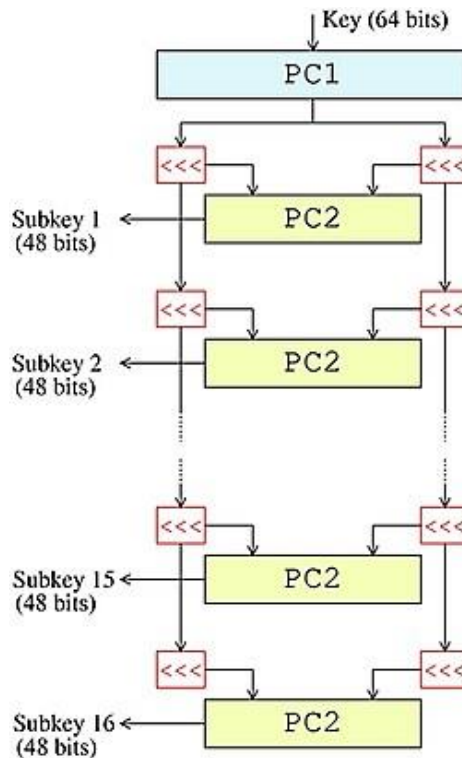 Key (64 bits)
PC1
<<< <<<
PC2
Subkey 1
(48 bits)
<<< <<<
PC2
Subkey 2
(48 bits)
<<< <<<
PC2
Subkey 15
(48 bits)
<<< <<<
PC2
Subkey 16
(48 bits)